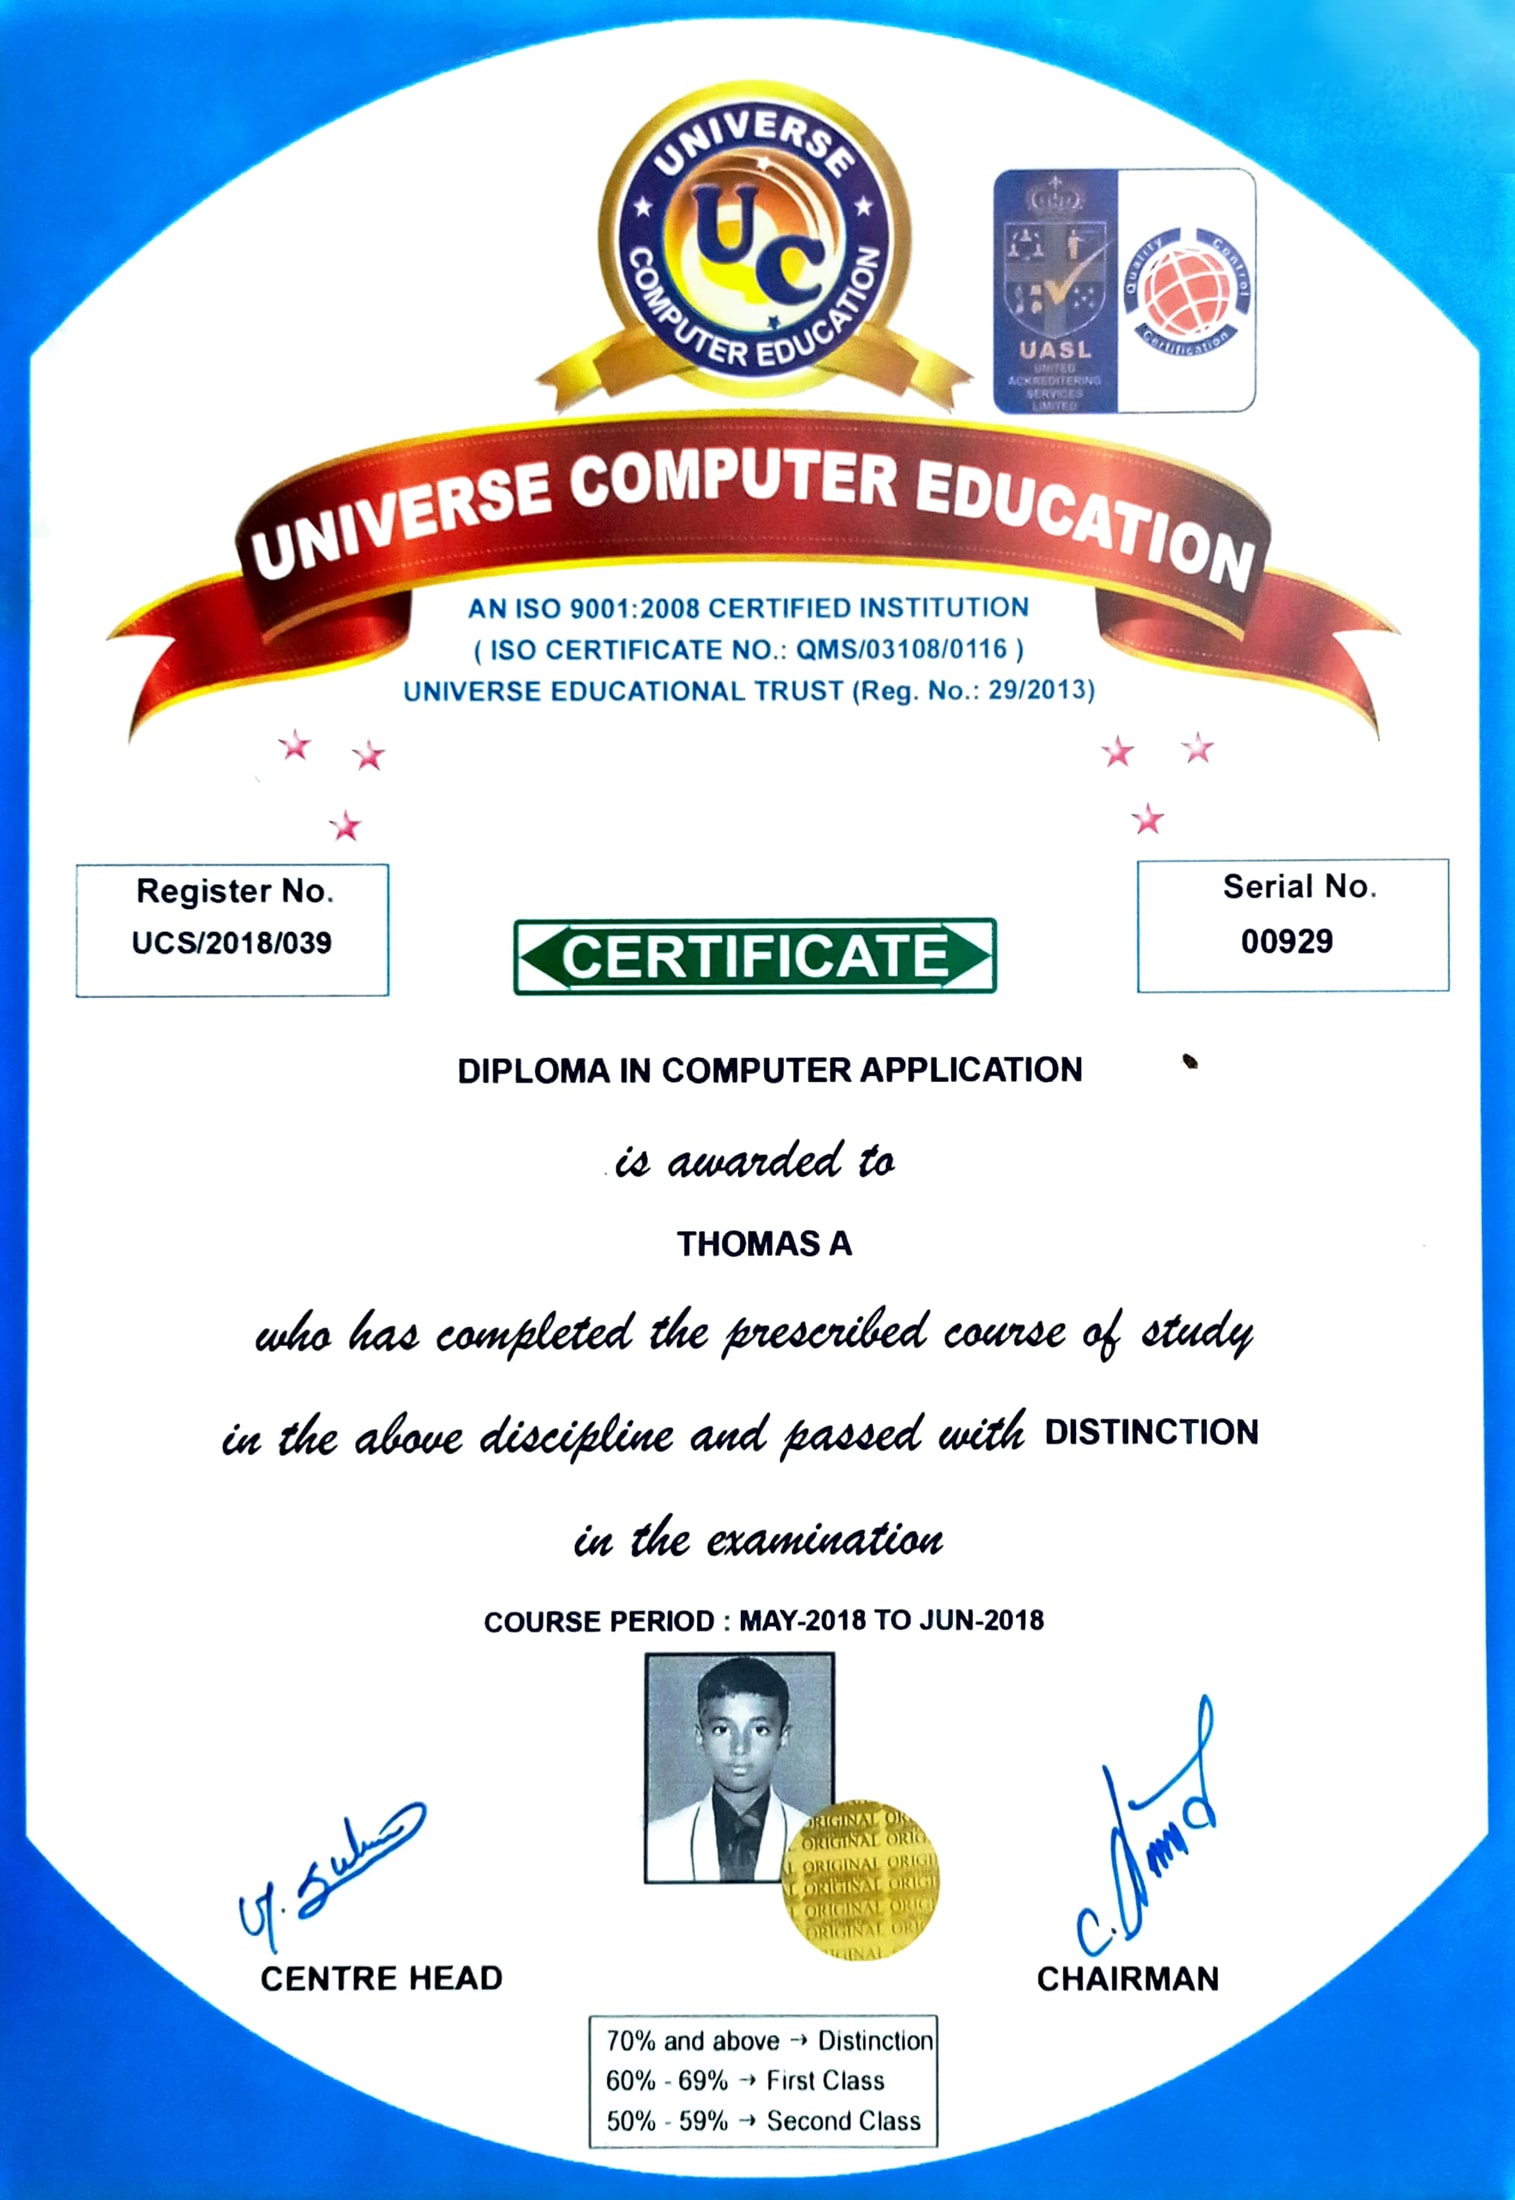 UNIVERSE
UC
COMPUTER EDUCATION
Quality Control
Certification
UASL
UNITED
ACKREDITERING
SERVICES
LIMITED
UNIVERSE COMPUTER EDUCATION
AN ISO 9001:2008 CERTIFIED INSTITUTION
( ISO CERTIFICATE NO.: QMS/03108/0116 )
UNIVERSE EDUCATIONAL TRUST (Reg. No.: 29/2013)
Register No.
UCS/2018/039
Serial No.
00929
CERTIFICATE
DIPLOMA IN COMPUTER APPLICATION
is awarded to
THOMAS A
who has completed the prescribed course of study
in the above discipline and passed with DISTINCTION
in the examination
COURSE PERIOD : MAY-2018 TO JUN-2018
ORIGINAL
ORIGINAL
ORIGINAL
ORIGINAL
ORIGINAL
ORIGINAL
CENTRE HEAD
CHAIRMAN
70% and above → Distinction
60% - 69% → First Class
50% - 59% → Second Class